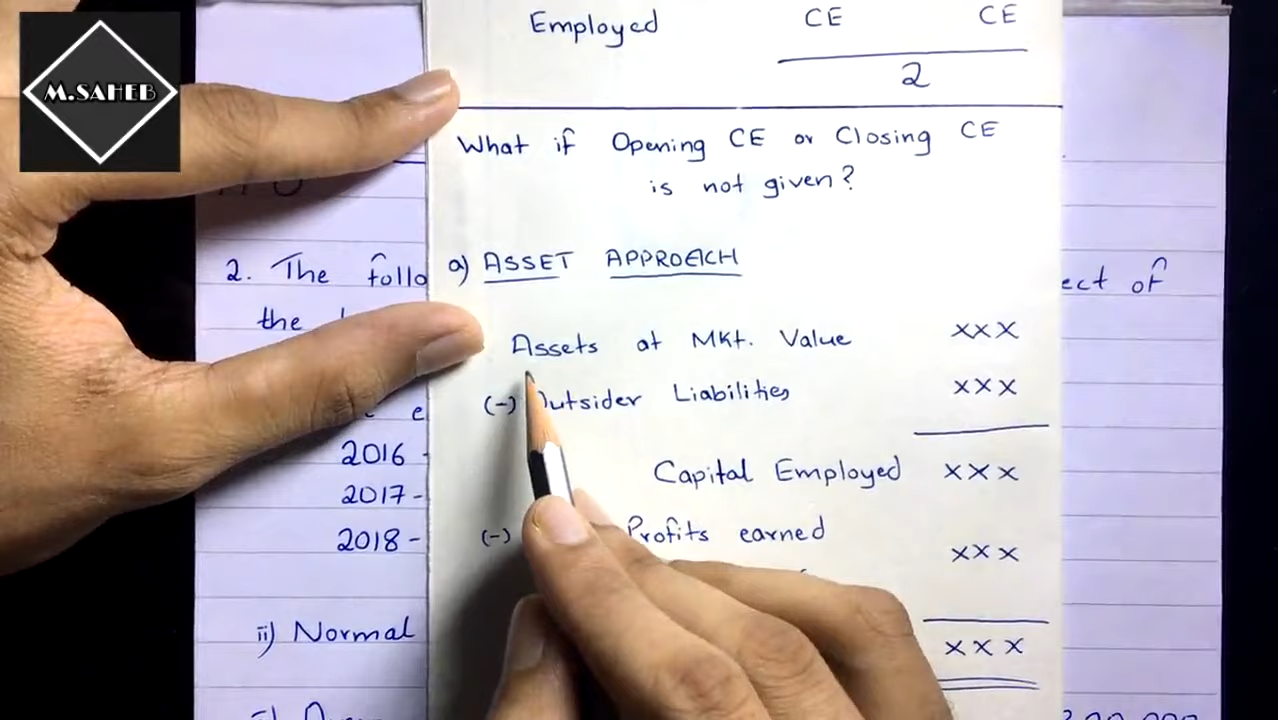 M.SAHEB
Employed CE CE
2
What if Opening CE or Closing CE
is not given?
a) ASSET APPROACH
Assets at Mkt. Value xxx
(-) Outsider Liabilities xxx
Capital Employed xxx
(-) Profits earned
xxx
xxx
2. The follo
the
e
2016 -
2017 -
2018 -
ii) Normal
ect of